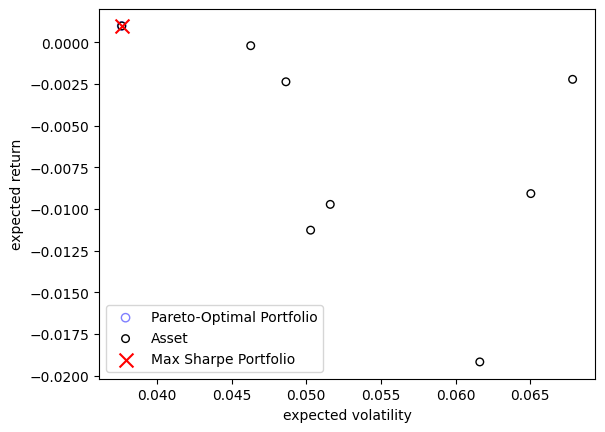 0.0000
−0.0025
−0.0050
−0.0075
−0.0100
−0.0125
−0.0150
−0.0175
−0.0200
expected return
Pareto-Optimal Portfolio
Asset
Max Sharpe Portfolio
0.040 0.045 0.050 0.055 0.060 0.065
expected volatility